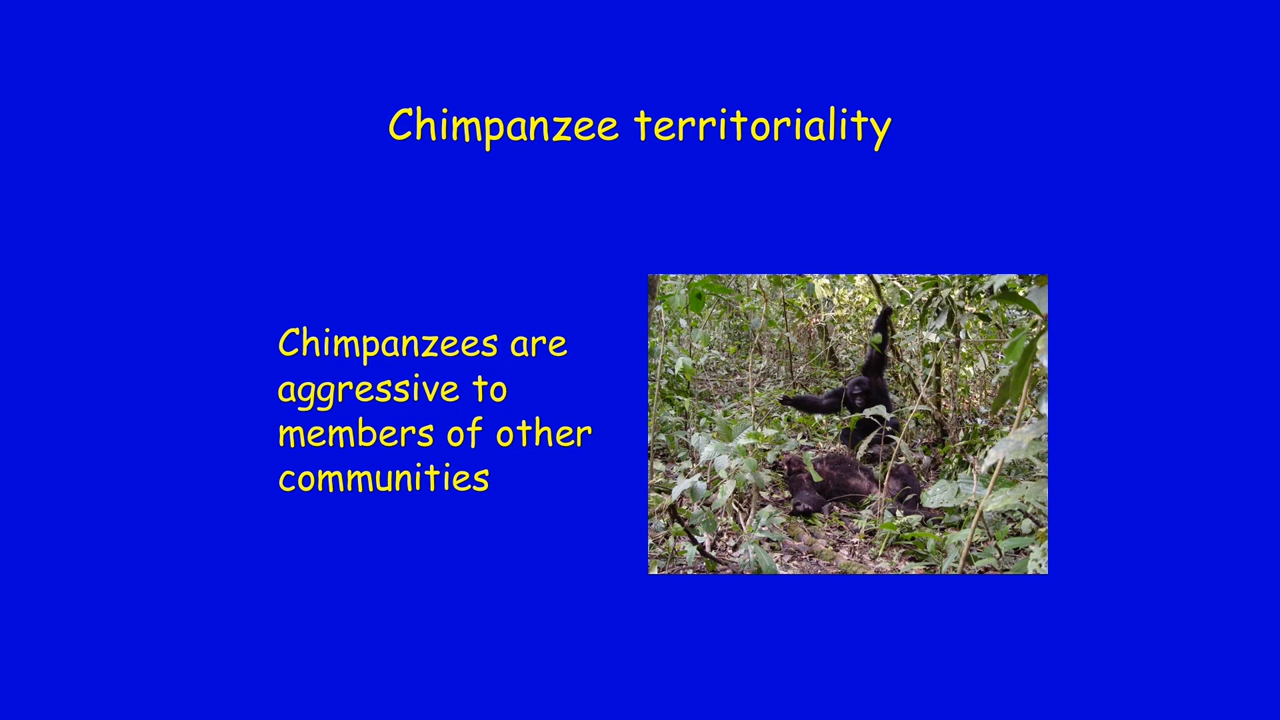 Chimpanzee territoriality
Chimpanzees are
aggressive to
members of other
communities